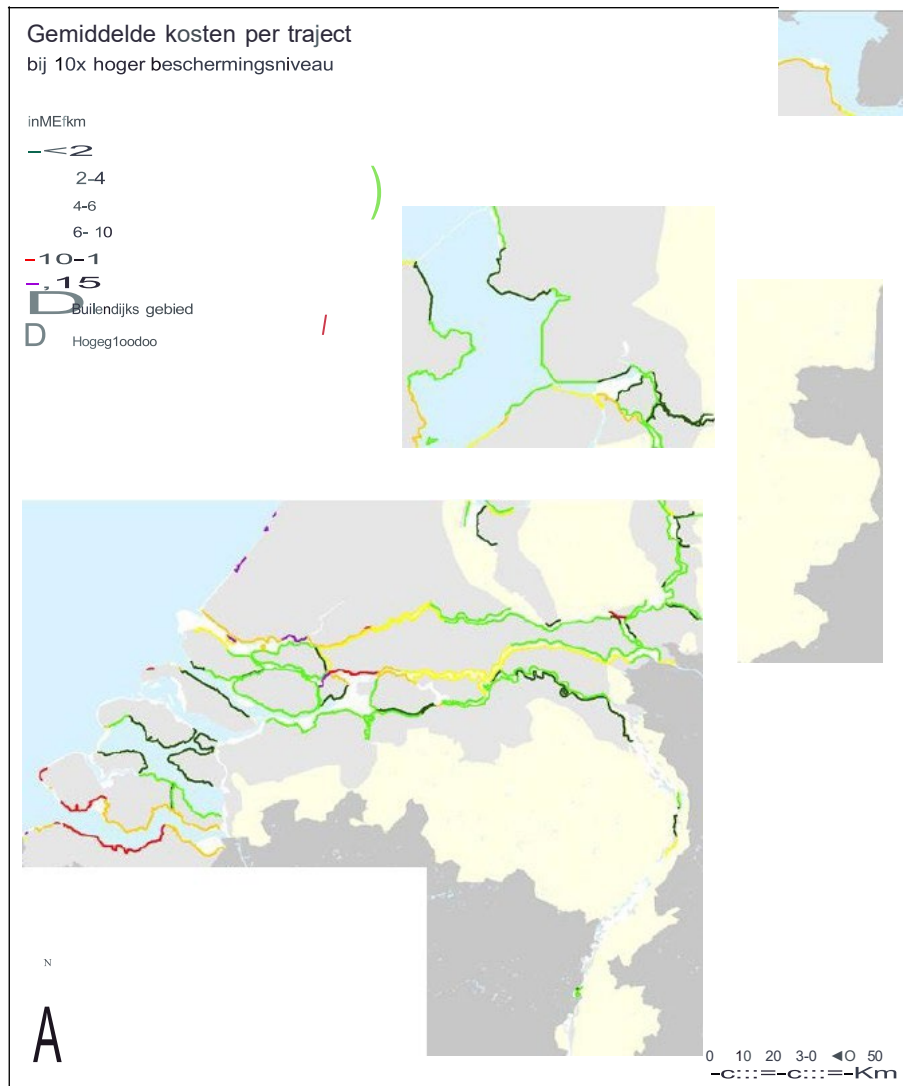 Gemiddelde kosten per traject
bij 10x hoger beschermingsniveau
inMEfkm
<2
2-4
4-6
6- 10
10-1
,15
D Builendijks gebied
D Hogeg1oodoo
N
A
0 10 20 3-0 ◄O 50
-c:::=-c:::=-Km